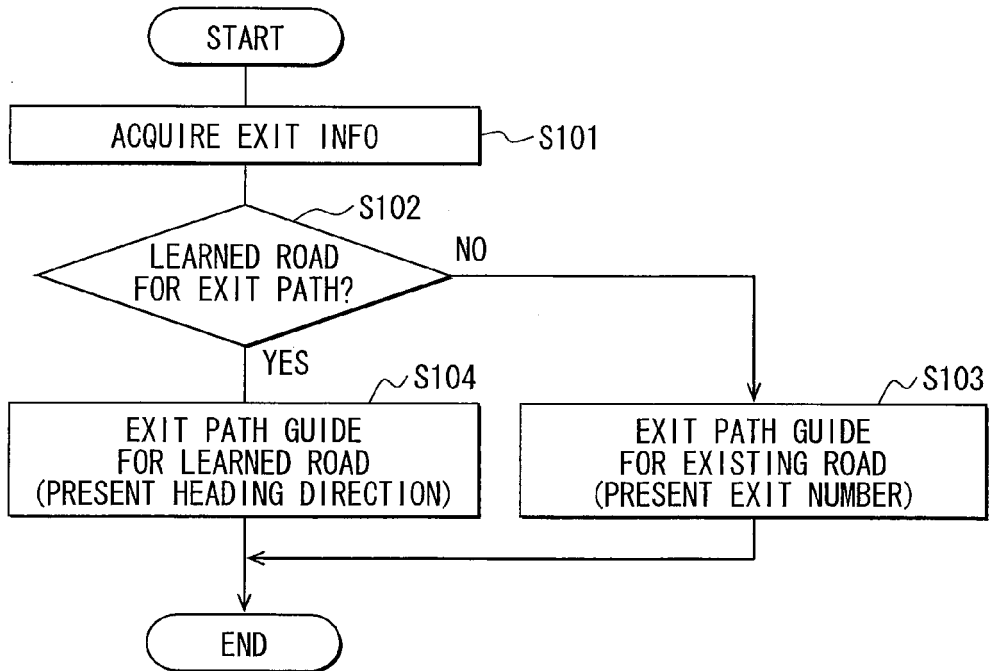 START
ACQUIRE EXIT INFO
S101
S102
LEARNED ROAD
FOR EXIT PATH?
NO
YES
S104
EXIT PATH GUIDE
FOR LEARNED ROAD
(PRESENT HEADING DIRECTION)
S103
EXIT PATH GUIDE
FOR EXISTING ROAD
(PRESENT EXIT NUMBER)
END